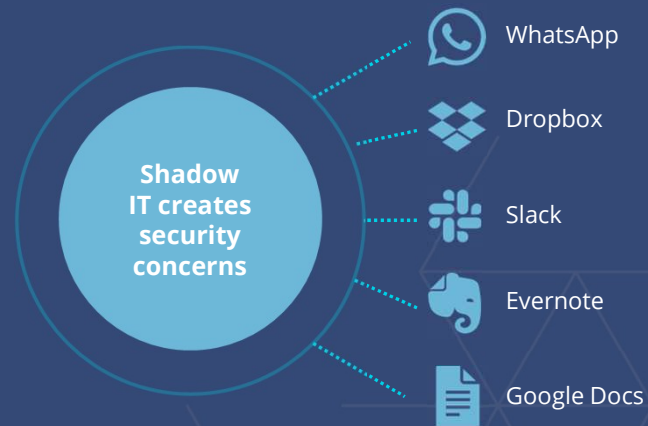 Shadow
IT creates
security
concerns
WhatsApp
Dropbox
Slack
Evernote
Google Docs